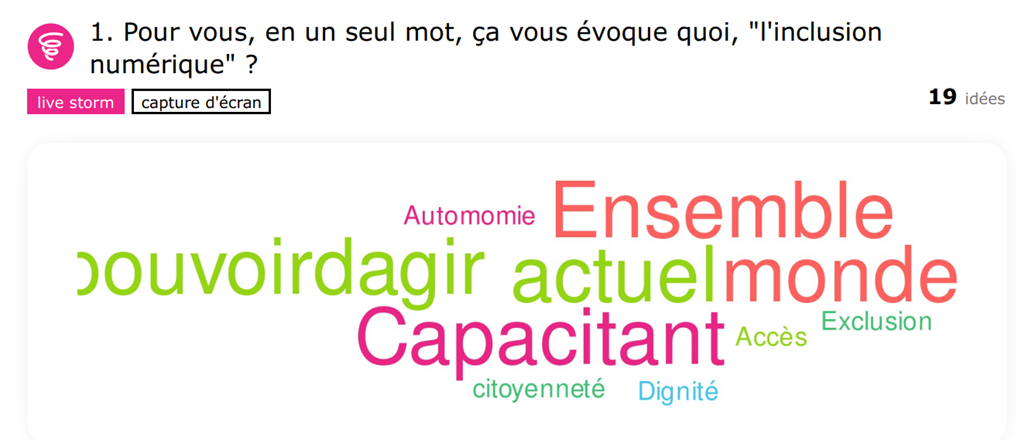 1. Pour vous, en un seul mot, ça vous évoque quoi, "l'inclusion
numérique" ?
live storm capture d'écran
19 idées
Automomie Ensemble
pouvoirdagir actuel monde
Capacitant Accès Exclusion
citoyenneté Dignité